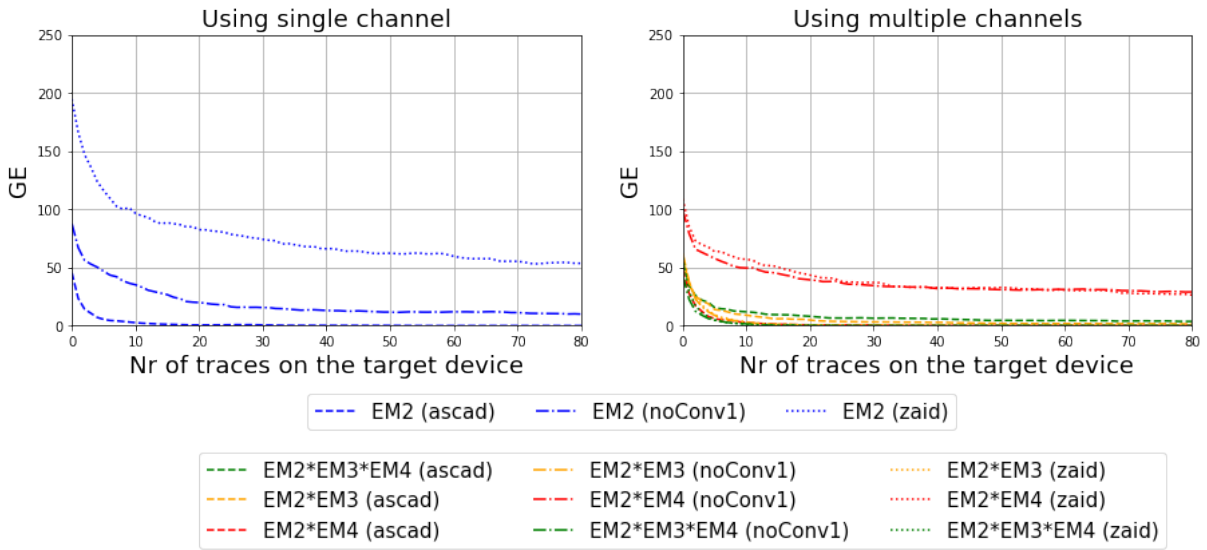 Using single channel
Using multiple channels
250
200
150
100
50
0
GE
0 10 20 30 40 50 60 70 80
Nr of traces on the target device
250
200
150
100
50
0
GE
0 10 20 30 40 50 60 70 80
Nr of traces on the target device
EM2 (ascad) EM2 (noConv1) EM2 (zaid)
EM2*EM3*EM4 (ascad) EM2*EM3 (noConv1) EM2*EM3 (zaid)
EM2*EM3 (ascad) EM2*EM4 (noConv1) EM2*EM4 (zaid)
EM2*EM4 (ascad) EM2*EM3*EM4 (noConv1) EM2*EM3*EM4 (zaid)